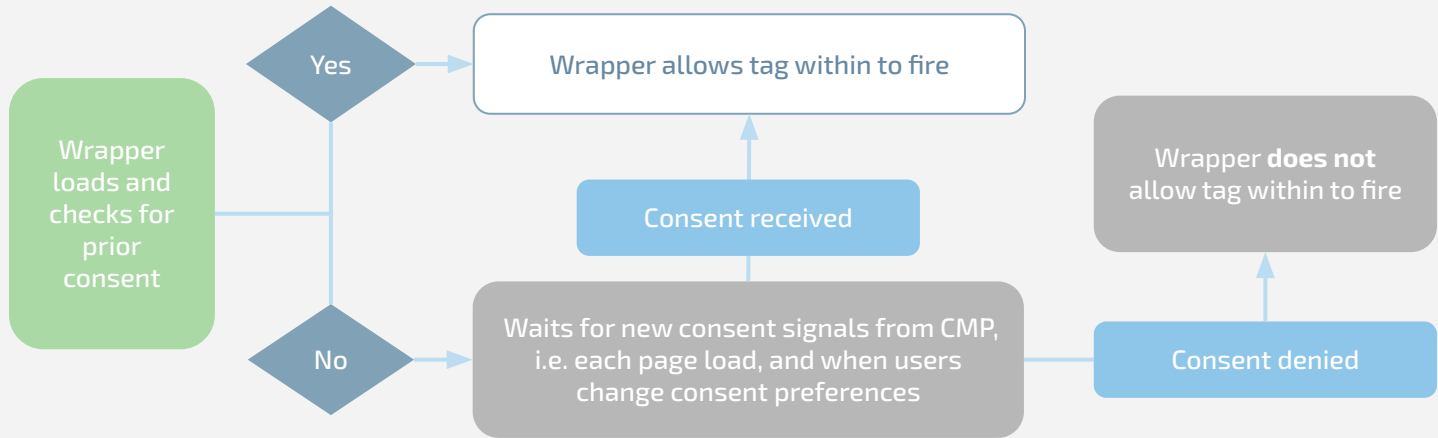 Wrapper
loads and
checks for
prior
consent
Yes
Wrapper allows tag within to fire
Consent received
No
Waits for new consent signals from CMP,
i.e. each page load, and when users
change consent preferences
Wrapper does not
allow tag within to fire
Consent denied